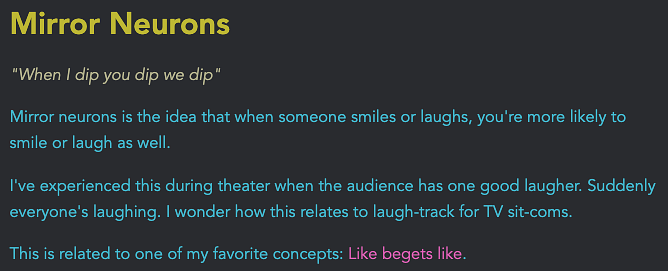 Mirror Neurons
"When I dip you dip we dip"
Mirror neurons is the idea that when someone smiles or laughs, you're more likely to
smile or laugh as well.
I've experienced this during theater when the audience has one good laugher. Suddenly
everyone's laughing. I wonder how this relates to laugh-track for TV sit-coms.
This is related to one of my favorite concepts: Like begets like.